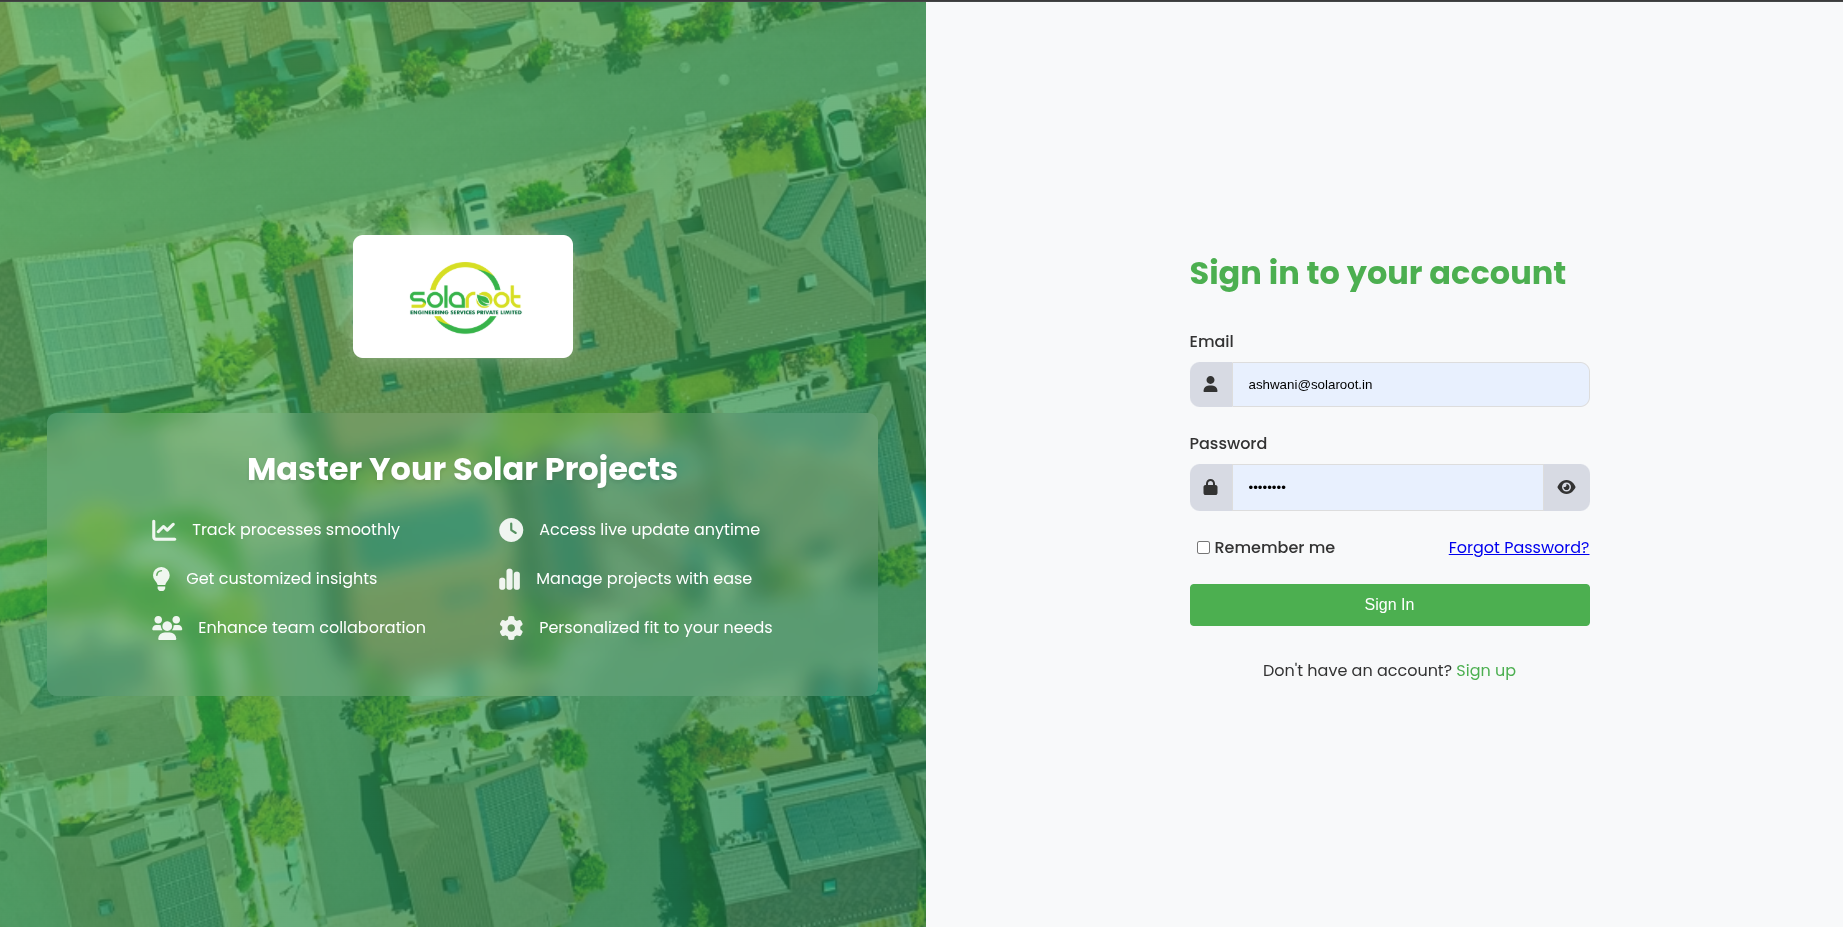 solaroot
ENGINEERING SERVICES PRIVATE LIMITED
Master Your Solar Projects
Track processes smoothly
Access live update anytime
Get customized insights
Manage projects with ease
Enhance team collaboration
Personalized fit to your needs
Sign in to your account
Email
ashwani@solaroot.in
Password
••••••••
Remember me
Forgot Password?
Sign In
Don't have an account? Sign up